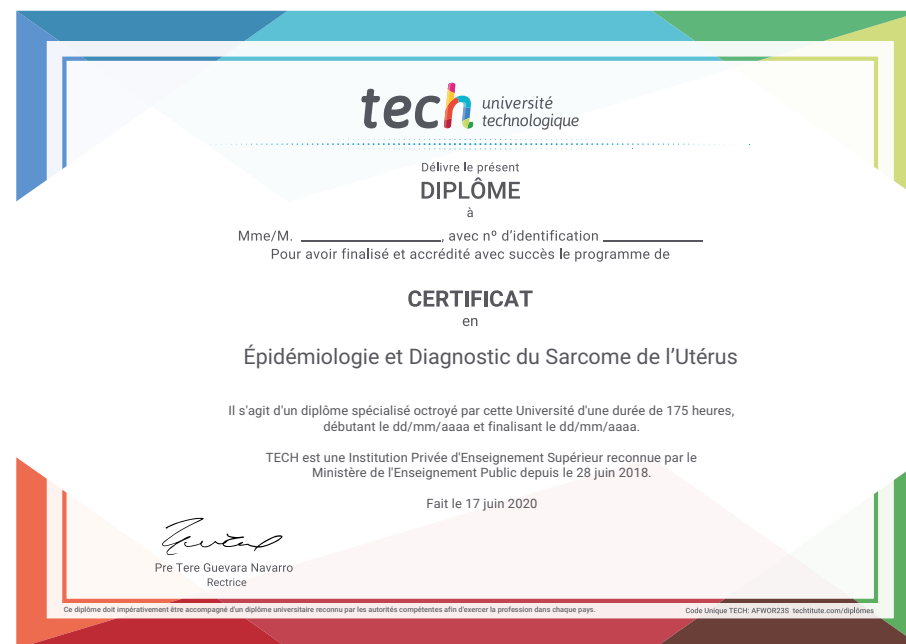 tech université
technologique
Délivre le présent
DIPLÔME
à
Mme/M. ____________________, avec nº d’identification ______________
Pour avoir finalisé et accrédité avec succès le programme de
CERTIFICAT
en
Épidémiologie et Diagnostic du Sarcome de l’Utérus
Il s'agit d'un diplôme spécialisé octroyé par cette Université d'une durée de 175 heures,
débutant le dd/mm/aaaa et finalisant le dd/mm/aaaa.
TECH est une Institution Privée d'Enseignement Supérieur reconnue par le
Ministère de l'Enseignement Public depuis le 28 juin 2018.
Fait le 17 juin 2020
Pre Tere Guevara Navarro
Rectrice
Ce diplôme doit impérativement être accompagné d'un diplôme universitaire reconnu par les autorités compétentes afin d'exercer la profession dans chaque pays.
Code Unique TECH: AFWOR23S techtitute.com/diplômes